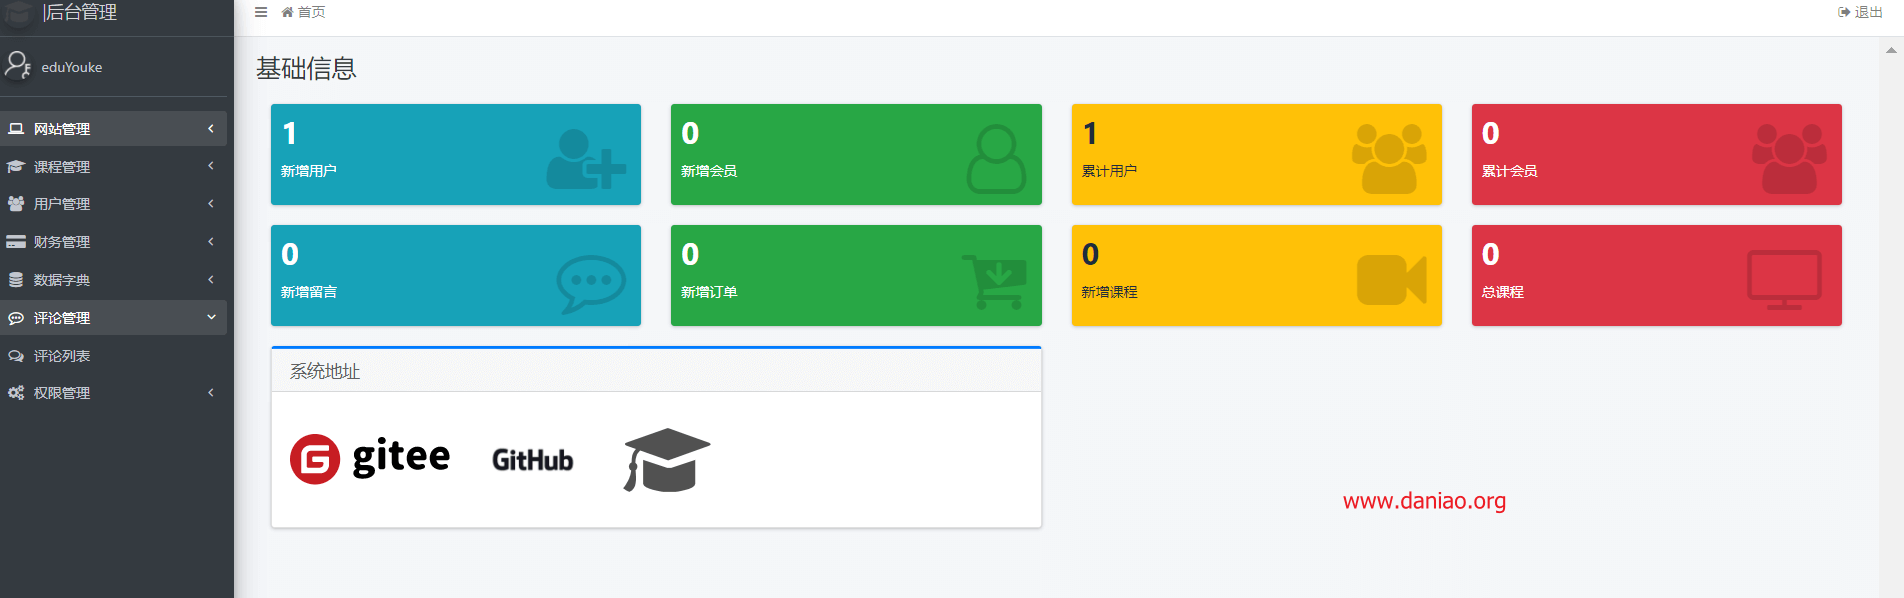 |后台管理
首页
退出
eduYouke
网站管理
课程管理
用户管理
财务管理
数据字典
评论管理
评论列表
权限管理
基础信息
1
新增用户
0
新增会员
1
累计用户
0
累计会员
0
新增留言
0
新增订单
0
新增课程
0
总课程
系统地址
gitee
GitHub
www.daniao.org